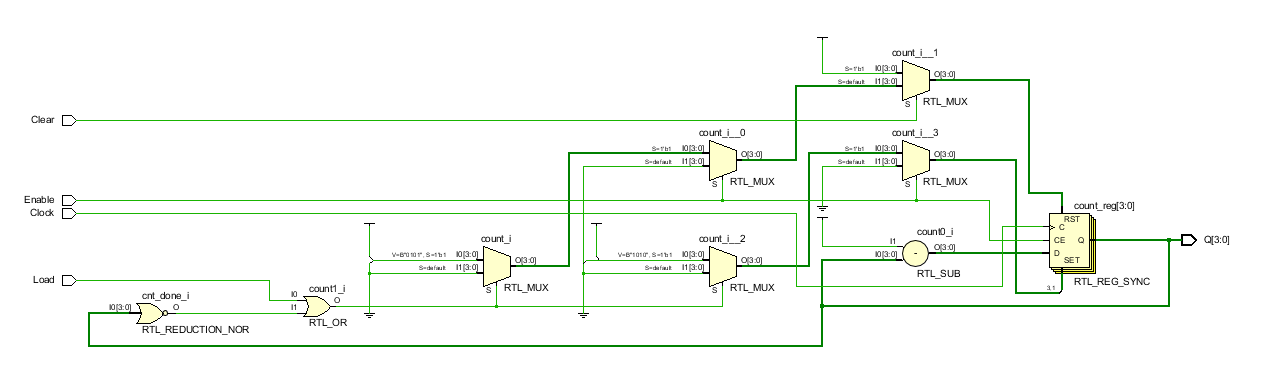 count_i__1
S=1'b1 I0[3:0]
S=default I1[3:0]
O[3:0]
S
RTL_MUX
Clear
count_i__0
S=1'b1 I0[3:0]
S=default I1[3:0]
O[3:0]
S
RTL_MUX
count_i__3
S=1'b1 I0[3:0]
S=default I1[3:0]
O[3:0]
S
RTL_MUX
Enable
Clock
count_reg[3:0]
RST
C
CE
Q
D
SET
3,1
RTL_REG_SYNC
Q[3:0]
count_i
V=B"0101", S=1'b1 I0[3:0]
S=default I1[3:0]
O[3:0]
S
RTL_MUX
count_i__2
V=B"1010", S=1'b1 I0[3:0]
S=default I1[3:0]
O[3:0]
S
RTL_MUX
count0_i
I1
I0[3:0]
-
O[3:0]
RTL_SUB
Load
cnt_done_i
I0[3:0]
O
RTL_REDUCTION_NOR
count1_i
I0
I1
O
RTL_OR